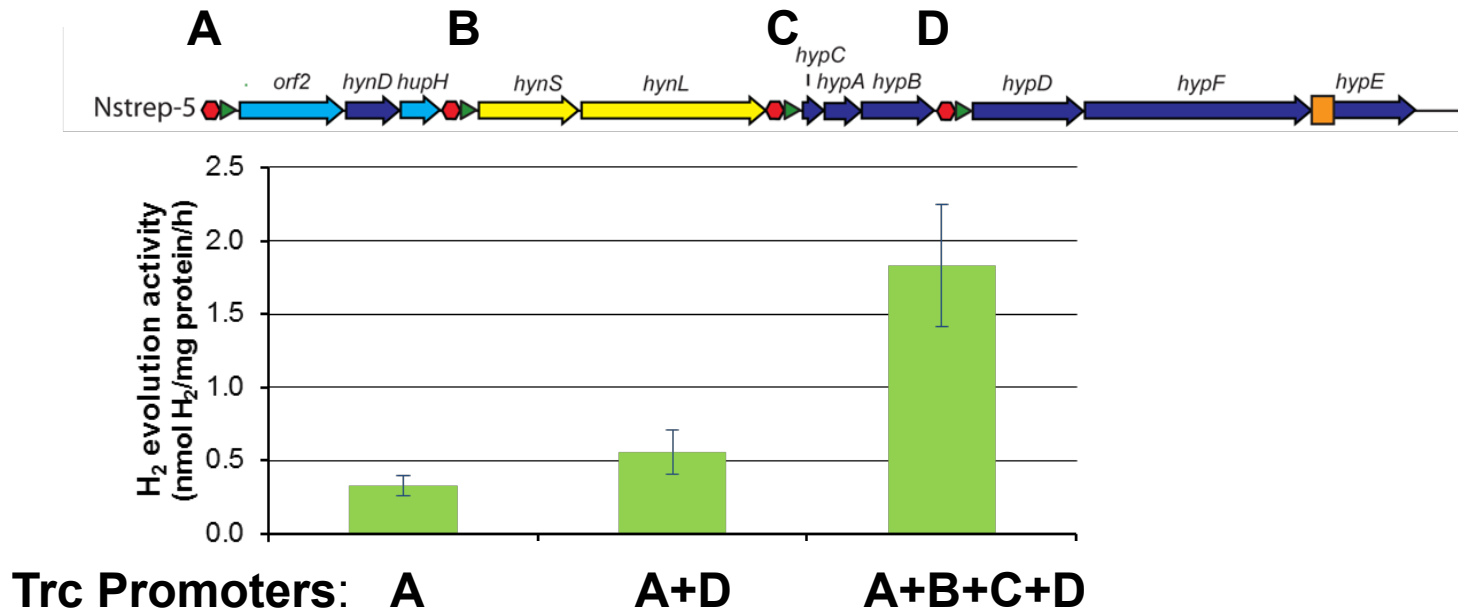 A B C D
hypC
orf2 hynD hupH hynS hynL hypA hypB hypD hypF hypE
Nstrep-5
H2 evolution activity
(nmol H2/mg protein/h)
2.5
2.0
1.5
1.0
0.5
0.0
Trc Promoters: A A+D A+B+C+D